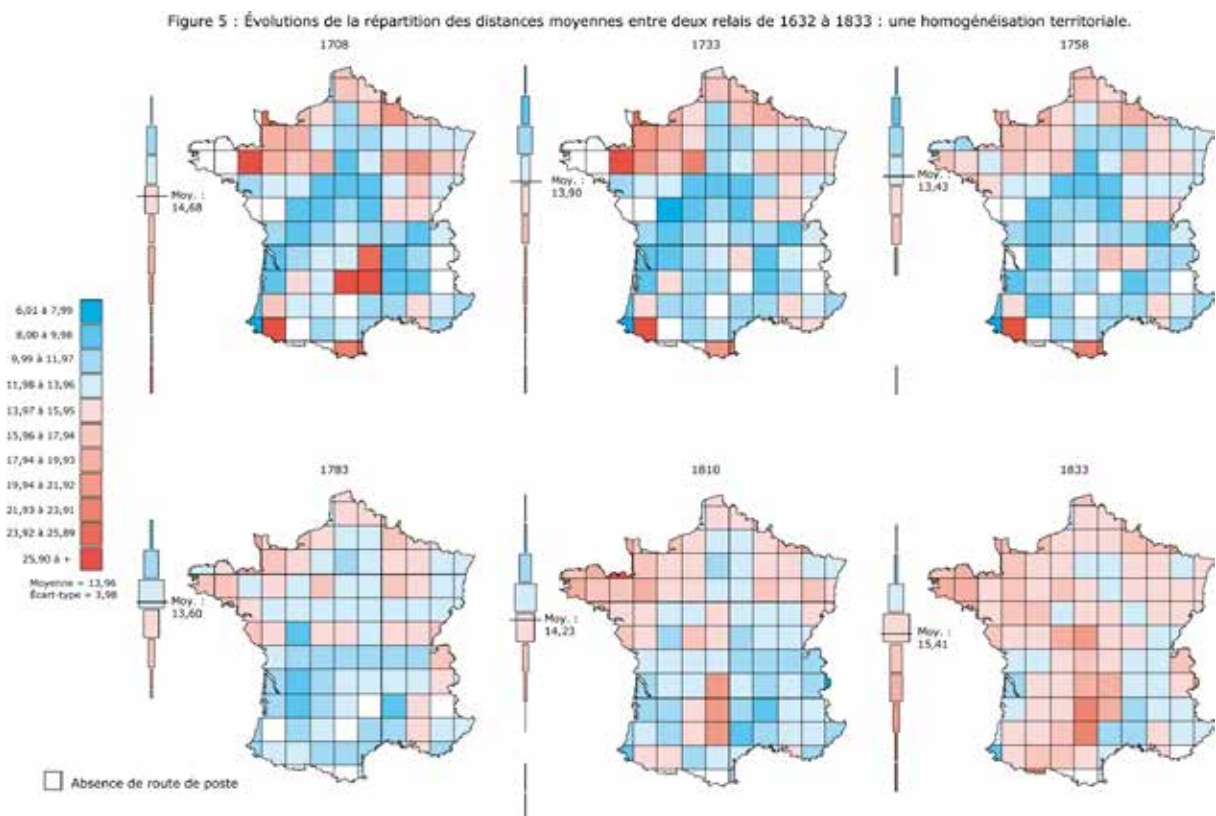 Figure 5 : Évolutions de la répartition des distances moyennes entre deux relais de 1632 à 1833 : une homogénéisation territoriale.
1708
1733
1758
Moy. :
14,68
Moy. :
13,90
Moy. :
13,43
6,01 à 7,99
8,00 à 9,98
9,99 à 11,97
11,98 à 13,96
13,97 à 15,95
15,96 à 17,94
17,94 à 19,93
19,94 à 21,92
21,93 à 23,91
23,92 à 25,89
25,90 à +
Moyenne = 13,96
Écart-type = 3,98
1783
1810
1833
Moy. :
13,60
Moy. :
14,23
Moy. :
15,41
Absence de route de poste